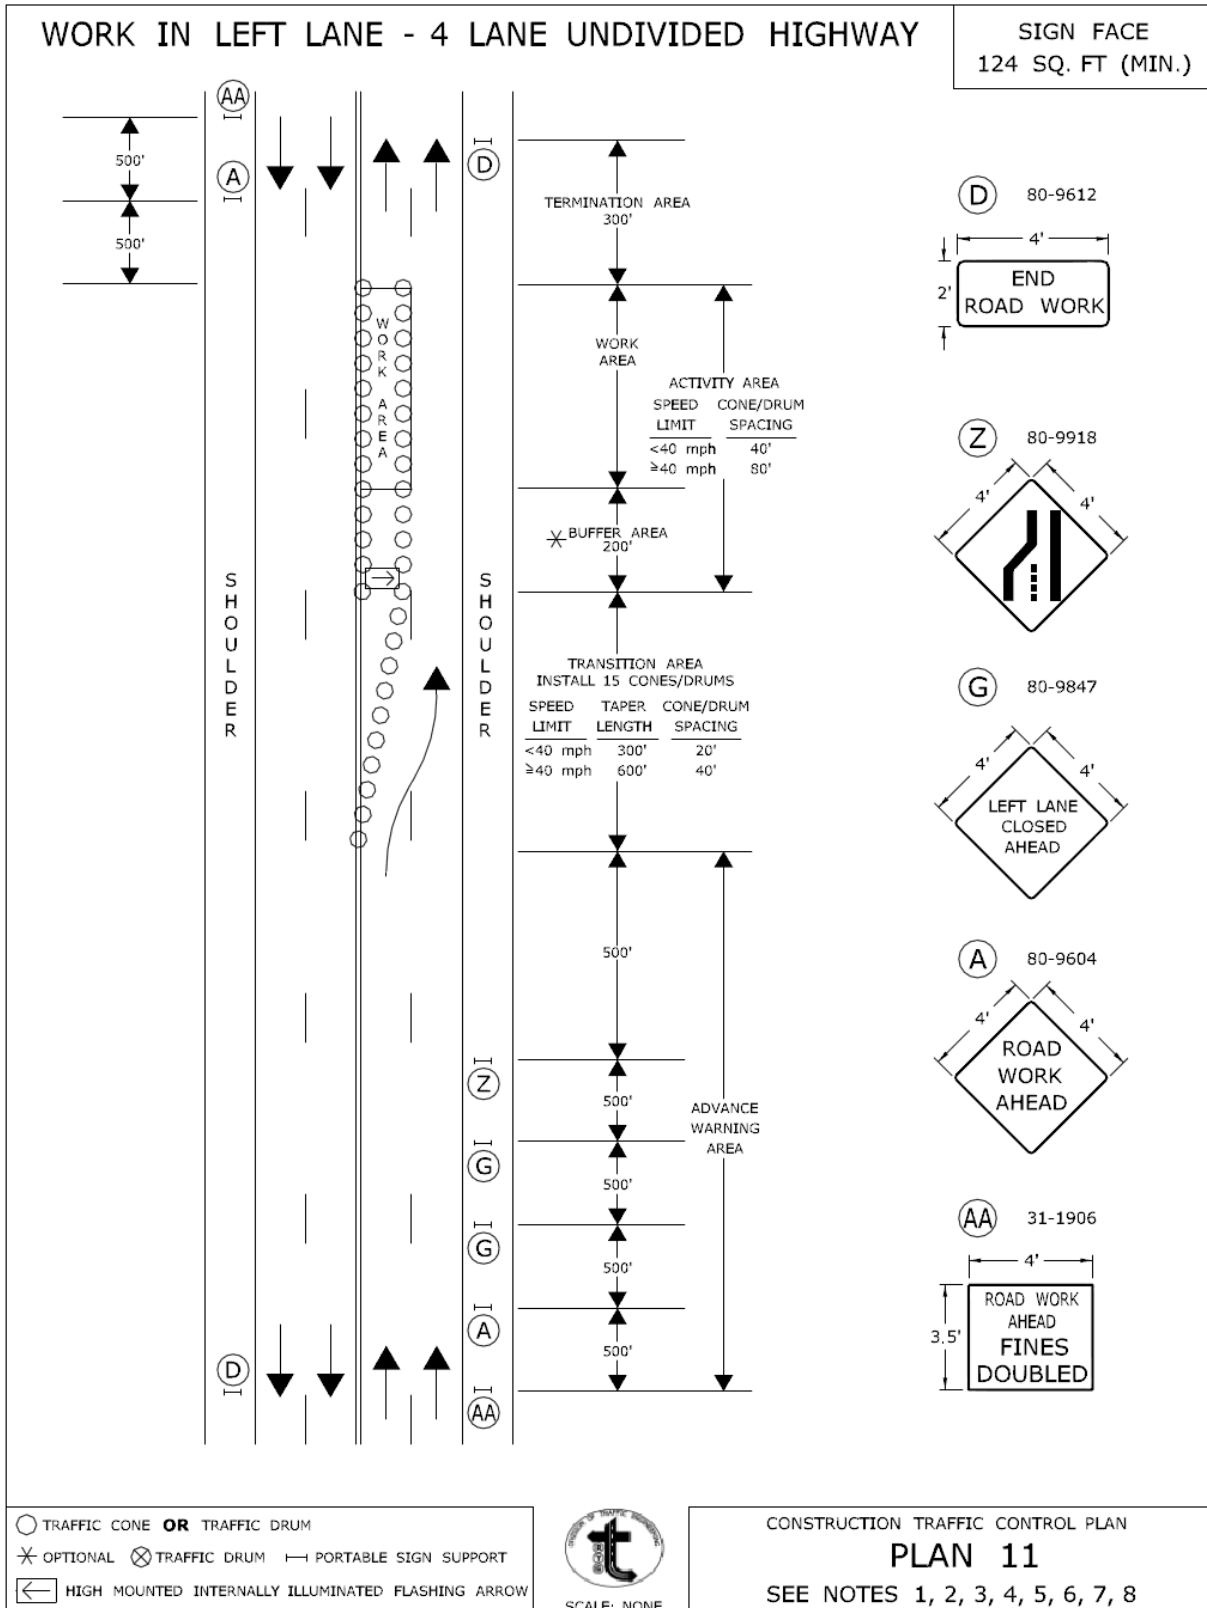 WORK IN LEFT LANE - 4 LANE UNDIVIDED HIGHWAY
SIGN FACE
124 SQ. FT (MIN.)
AA
500'
A
500'
D
TERMINATION AREA
300'
WORK AREA
WORK
AREA
ACTIVITY AREA
SPEED CONE/DRUM
LIMIT SPACING
<40 mph 40'
≥40 mph 80'
* BUFFER AREA
200'
SHOULDER
SHOULDER
TRANSITION AREA
INSTALL 15 CONES/DRUMS
SPEED TAPER CONE/DRUM
LIMIT LENGTH SPACING
<40 mph 300' 20'
≥40 mph 600' 40'
500'
Z
500'
G
500'
G
500'
A
500'
AA
D
ADVANCE
WARNING
AREA
D 80-9612
4'
2'
END
ROAD WORK
Z 80-9918
4' 4'
G 80-9847
4' 4'
LEFT LANE
CLOSED
AHEAD
A 80-9604
4' 4'
ROAD
WORK
AHEAD
AA 31-1906
4'
3.5'
ROAD WORK
AHEAD
FINES
DOUBLED
TRAFFIC CONE OR TRAFFIC DRUM
* OPTIONAL TRAFFIC DRUM PORTABLE SIGN SUPPORT
HIGH MOUNTED INTERNALLY ILLUMINATED FLASHING ARROW
DIVISION OF TRAFFIC ENGINEERING
SCALE: NONE
CONSTRUCTION TRAFFIC CONTROL PLAN
PLAN 11
SEE NOTES 1, 2, 3, 4, 5, 6, 7, 8